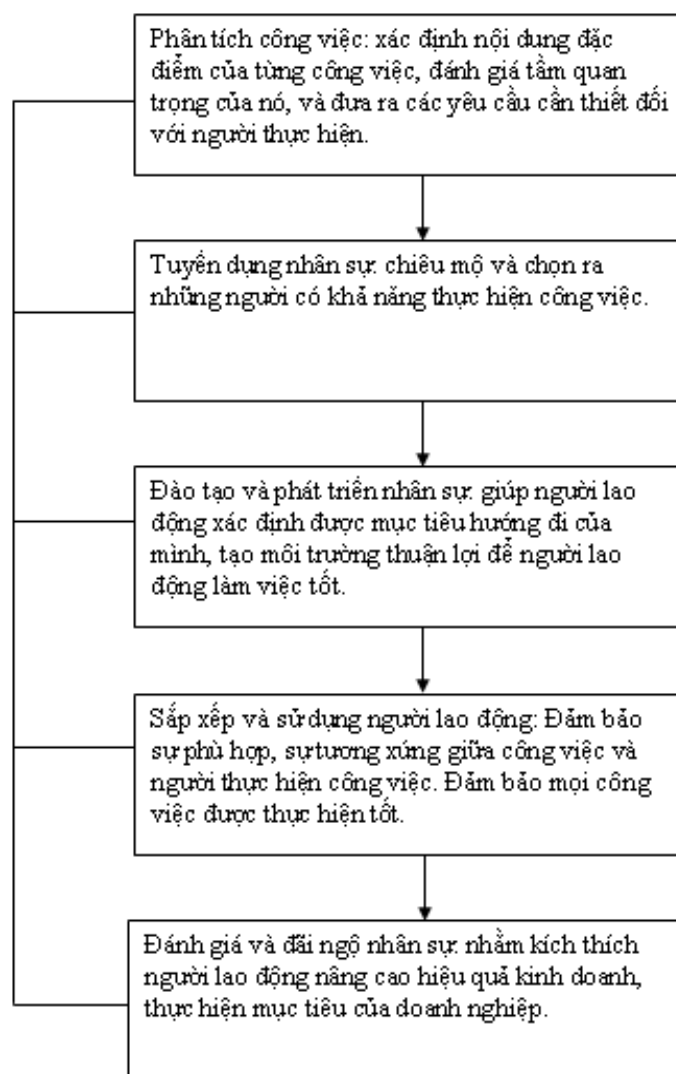 Phân tích công việc: xác định nội dung đặc
điểm của từng công việc, đánh giá tầm quan
trọng của nó, và đưa ra các yêu cầu cần thiết đối
với người thực hiện.
Tuyển dụng nhân sự: chiêu mộ và chọn ra
những người có khả năng thực hiện công việc.
Đào tạo và phát triển nhân sự: giúp người lao
động xác định được mục tiêu hướng đi của
mình, tạo môi trường thuận lợi để người lao
động làm việc tốt.
Sắp xếp và sử dụng người lao động: Đảm bảo
sự phù hợp, sự tương xứng giữa công việc và
người thực hiện công việc. Đảm bảo mọi công
việc được thực hiện tốt.
Đánh giá và đãi ngộ nhân sự: nhằm kích thích
người lao động nâng cao hiệu quả kinh doanh,
thực hiện mục tiêu của doanh nghiệp.